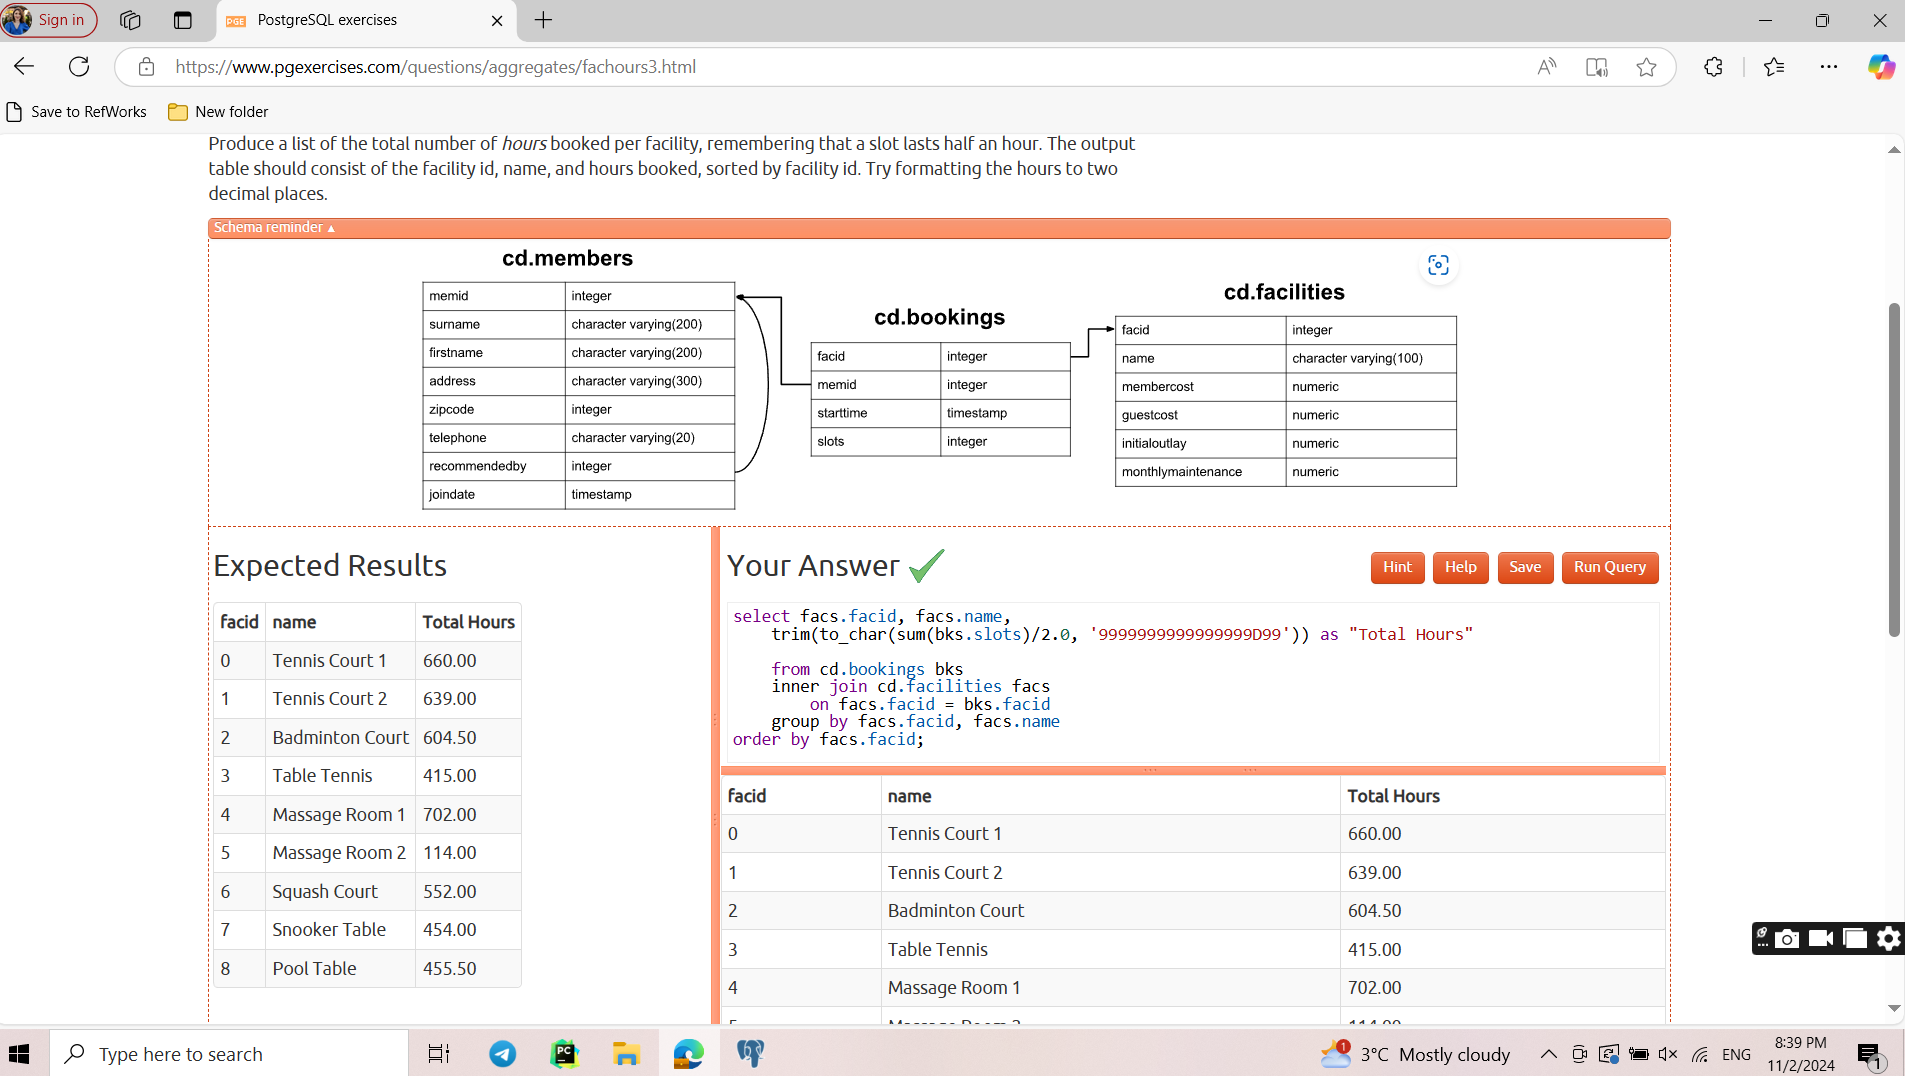 Sign in
PGE PostgreSQL exercises
https://www.pgexercises.com/questions/aggregates/fachours3.html
Save to RefWorks New folder
Produce a list of the total number of hours booked per facility, remembering that a slot lasts half an hour. The output
table should consist of the facility id, name, and hours booked, sorted by facility id. Try formatting the hours to two
decimal places.
Schema reminder ▲
cd.members
memid integer
surname character varying(200)
firstname character varying(200)
address character varying(300)
zipcode integer
telephone character varying(20)
recommendedby integer
joindate timestamp
cd.bookings
facid integer
memid integer
starttime timestamp
slots integer
cd.facilities
facid integer
name character varying(100)
membercost numeric
guestcost numeric
initialoutlay numeric
monthlymaintenance numeric
Expected Results
facid name Total Hours
0 Tennis Court 1 660.00
1 Tennis Court 2 639.00
2 Badminton Court 604.50
3 Table Tennis 415.00
4 Massage Room 1 702.00
5 Massage Room 2 114.00
6 Squash Court 552.00
7 Snooker Table 454.00
8 Pool Table 455.50
Your Answer
Hint Help Save Run Query
select facs.facid, facs.name,
trim(to_char(sum(bks.slots)/2.0, '9999999999999999D99')) as "Total Hours"
from cd.bookings bks
inner join cd.facilities facs
on facs.facid = bks.facid
group by facs.facid, facs.name
order by facs.facid;
facid name Total Hours
0 Tennis Court 1 660.00
1 Tennis Court 2 639.00
2 Badminton Court 604.50
3 Table Tennis 415.00
4 Massage Room 1 702.00
Type here to search
PC
1
3°C Mostly cloudy
ENG
8:39 PM
11/2/2024
1